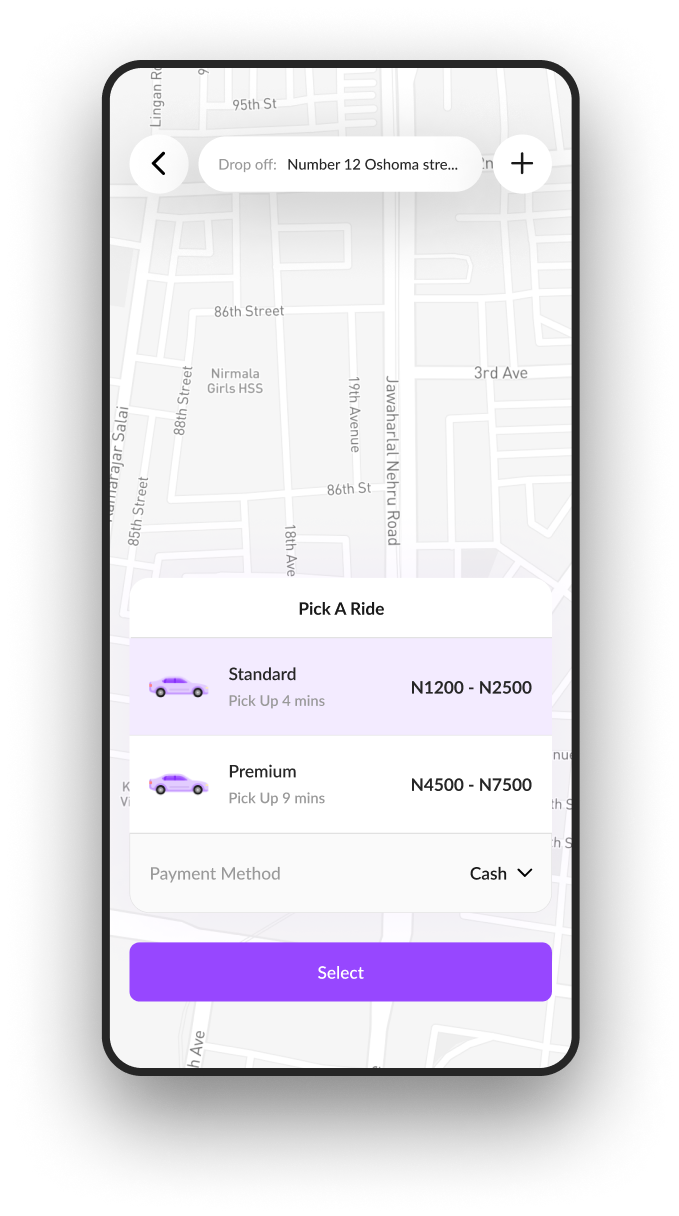 Lingan
95th St
Drop off: Number 12 Oshoma stre...
86th Street
Nirmala
Girls HSS
3rd Ave
88th Street
19th Avenue
Jawaharlal Nehru Road
Kamarajar Salai
86th St
85th Street
18th Ave
Pick A Ride
Standard
Pick Up 4 mins
N1200 - N2500
Premium
Pick Up 9 mins
N4500 - N7500
Payment Method
Cash
Select
Ave